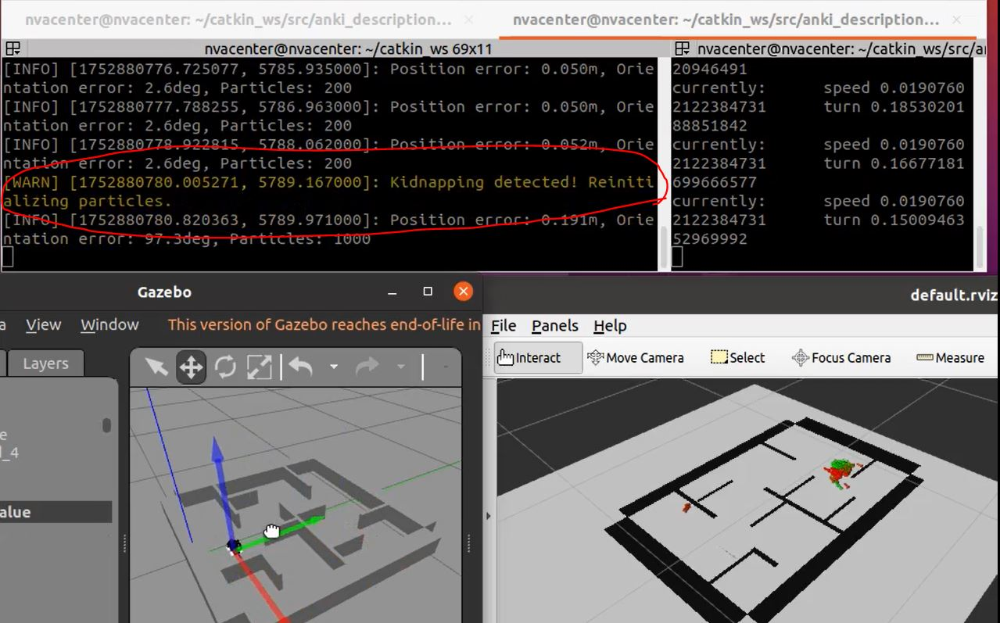 nvacenter@nvacenter: ~/catkin_ws/src/anki_description...
nvacenter@nvacenter: ~/catkin_ws/src/anki_description...
nvacenter@nvacenter: ~/catkin_ws 69x11
[INFO] [1752880776.725077, 5785.935000]: Position error: 0.050m, Orie
ntation error: 2.6deg, Particles: 200
[INFO] [1752880777.788255, 5786.963000]: Position error: 0.050m, Orie
ntation error: 2.6deg, Particles: 200
[INFO] [1752880778.922815, 5788.062000]: Position error: 0.052m, Orie
ntation error: 2.6deg, Particles: 200
[WARN] [1752880780.005271, 5789.167000]: Kidnapping detected! Reiniti
alizing particles.
[INFO] [1752880780.820363, 5789.971000]: Position error: 0.191m, Orie
ntation error: 97.3deg, Particles: 1000
nvacenter@nvacenter: ~/catkin_ws/src/a
20946491
currently: speed 0.0190760
2122384731 turn 0.18530201
88851842
currently: speed 0.0190760
2122384731 turn 0.16677181
699666577
currently: speed 0.0190760
2122384731 turn 0.15009463
52969992
Gazebo
a View Window This version of Gazebo reaches end-of-life in
Layers
e
d_4
alue
default.rviz
File Panels Help
Interact Move Camera Select Focus Camera Measure